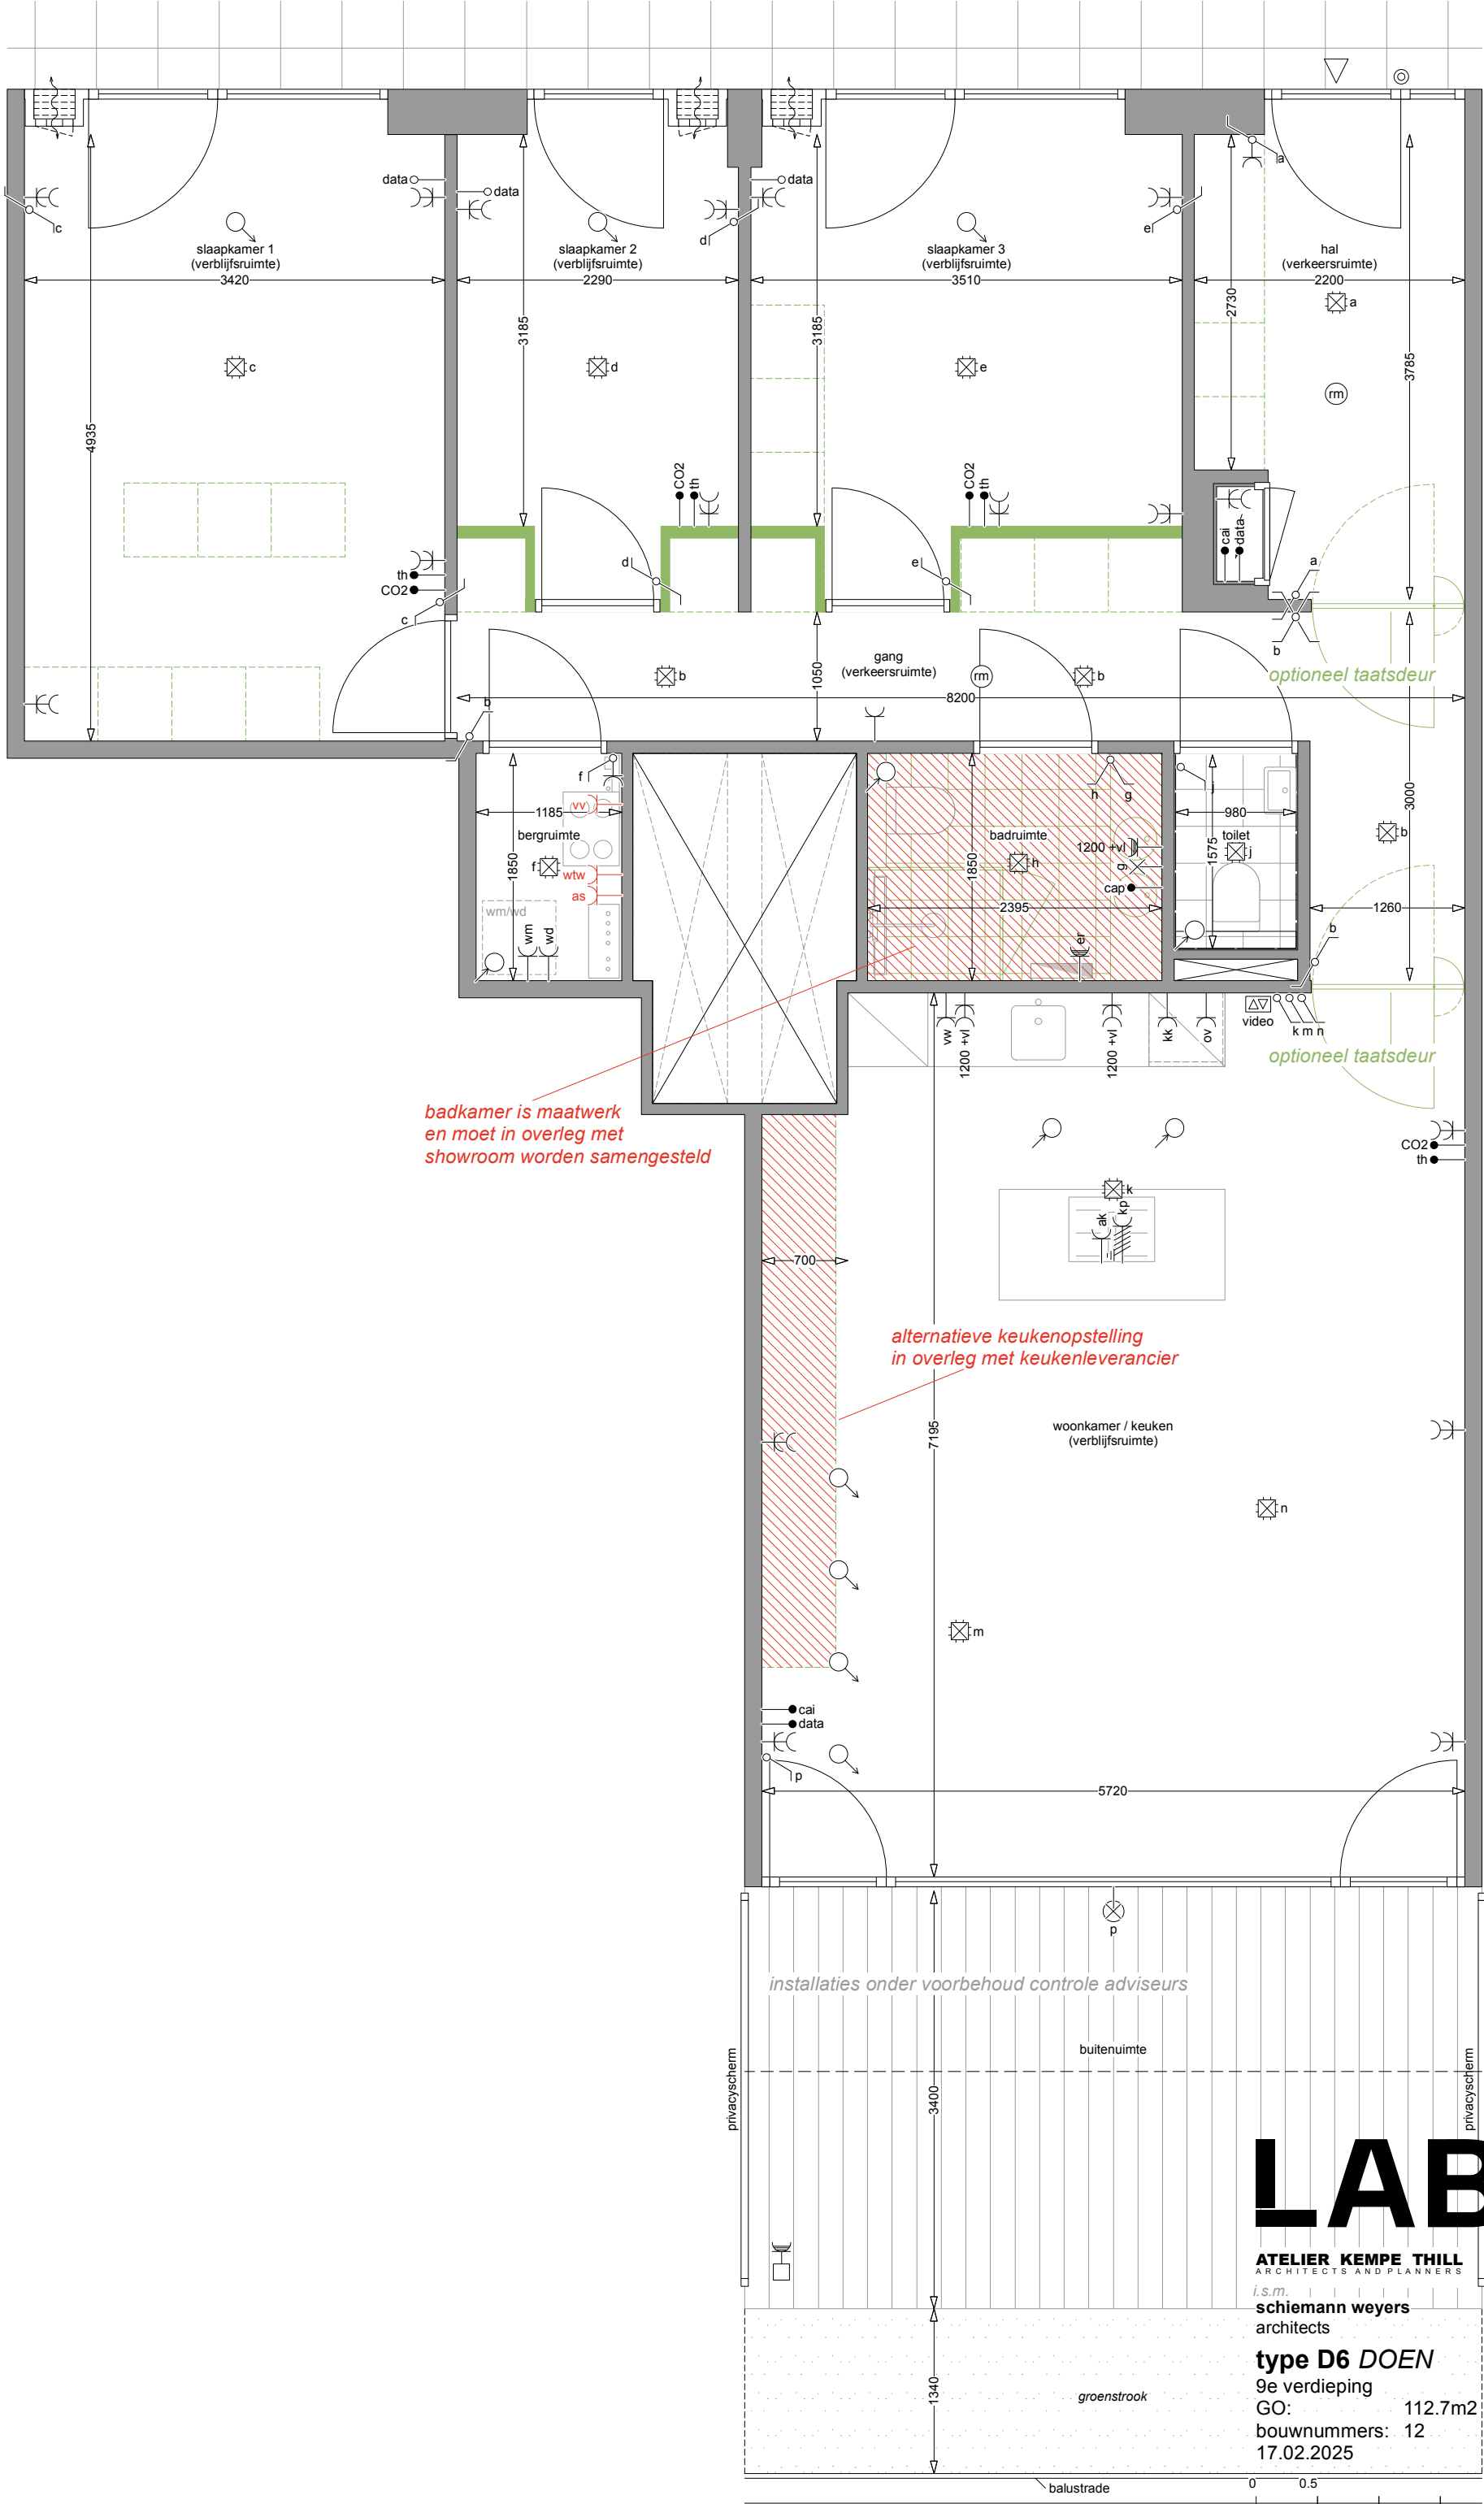 data
data
data
a
c
d
e
slaapkamer 1
(verblijfsruimte)
3420
slaapkamer 2
(verblijfsruimte)
2290
slaapkamer 3
(verblijfsruimte)
3510
hal
(verkeersruimte)
2200
3185
3185
2730
a
3785
c
d
e
rm
4935
CO2
th
CO2
th
cai
data
th
CO2
c
d
e
a
b
1050
gang
(verkeersruimte)
b
rm
b
optioneel taatsdeur
8200
b
f
vv
1185
bergruimte
f
1850
wtw
as
wm/wd
wm
wd
h
g
badruimte
1200 +vl
h
g
1850
cap
2395
er
j
980
toilet
1575
j
3000
b
1260
b
vw
1200 +vl
1200 +vl
kk
ov
video
k m n
optioneel taatsdeur
badkamer is maatwerk
en moet in overleg met
showroom worden samengesteld
CO2
th
k
ak
kp
700
alternatieve keukenopstelling
in overleg met keukenleverancier
7195
woonkamer / keuken
(verblijfsruimte)
n
m
cai
data
p
5720
p
installaties onder voorbehoud controle adviseurs
buitenuimte
privacyscherm
privacyscherm
3400
LAB
ATELIER KEMPE THILL
ARCHITECTS AND PLANNERS
i.s.m.
schiemann weyers
architects
type D6 DOEN
9e verdieping
GO: 112.7m2
bouwnummers: 12
17.02.2025
1340
groenstrook
balustrade
0 0.5